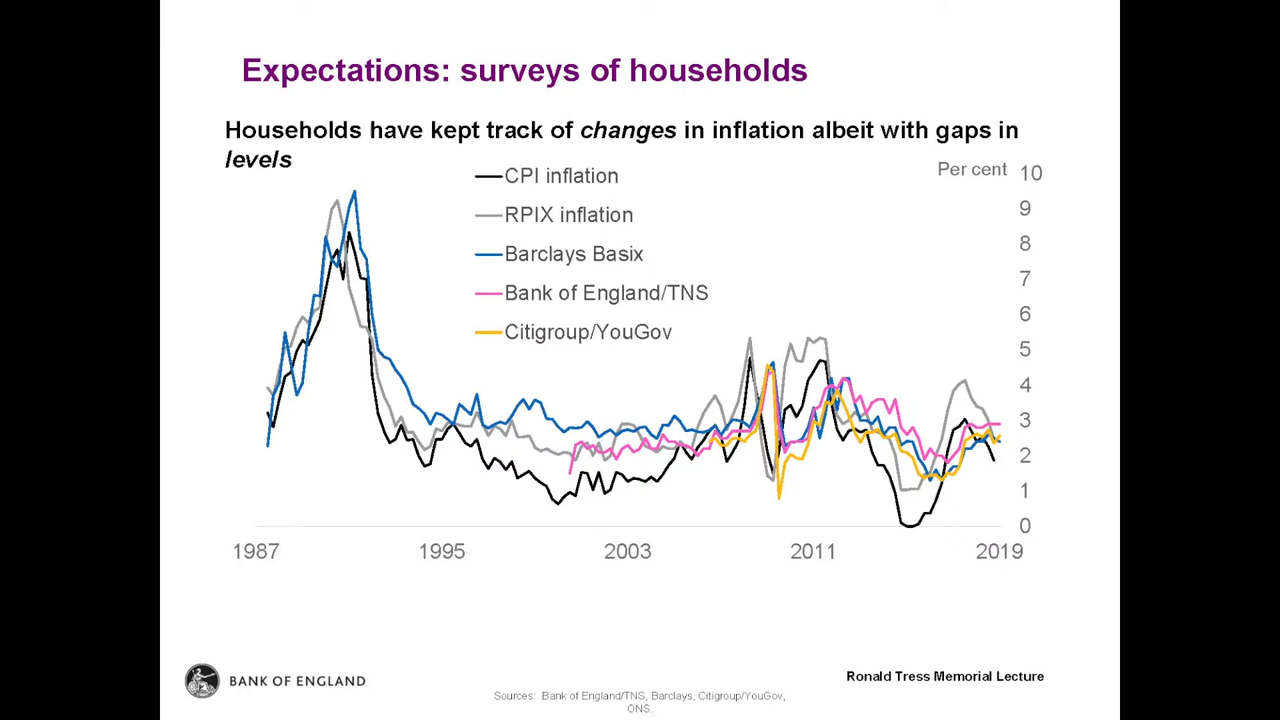 Expectations: surveys of households
Households have kept track of changes in inflation albeit with gaps in
levels
CPI inflation
RPIX inflation
Barclays Basix
Bank of England/TNS
Citigroup/YouGov
Per cent
10
9
8
7
6
5
4
3
2
1
0
1987
1995
2003
2011
2019
BANK OF ENGLAND
Ronald Tress Memorial Lecture
Sources: Bank of England/TNS, Barclays, Citigroup/YouGov,
ONS.